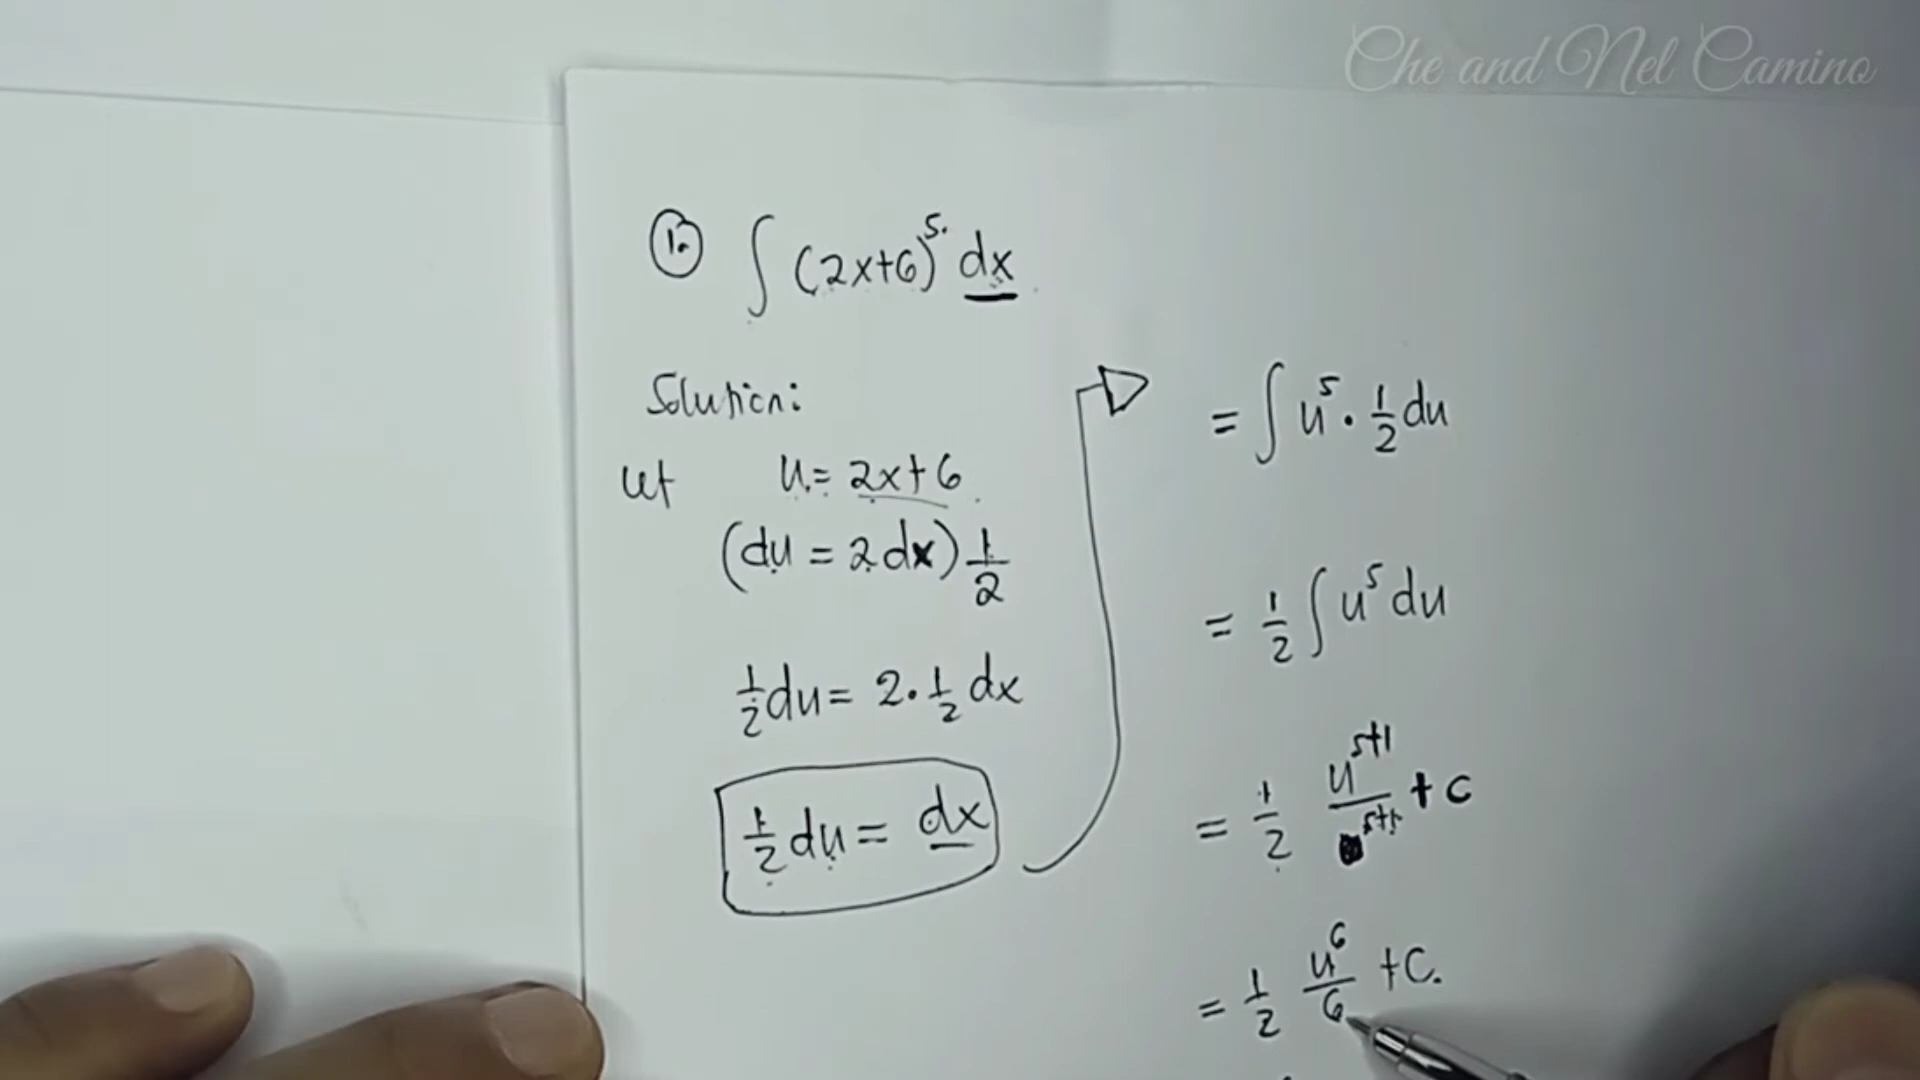 Che and Nel Camino
1. ∫ (2x+6)^5 dx
Solution:
Let u = 2x+6
(du = 2dx) 1/2
1/2 du = 2 · 1/2 dx
1/2 du = dx
= ∫ u^5 · 1/2 du
= 1/2 ∫ u^5 du
= 1/2 u^(5+1)/(5+1) + c
= 1/2 u^6/6 + C.